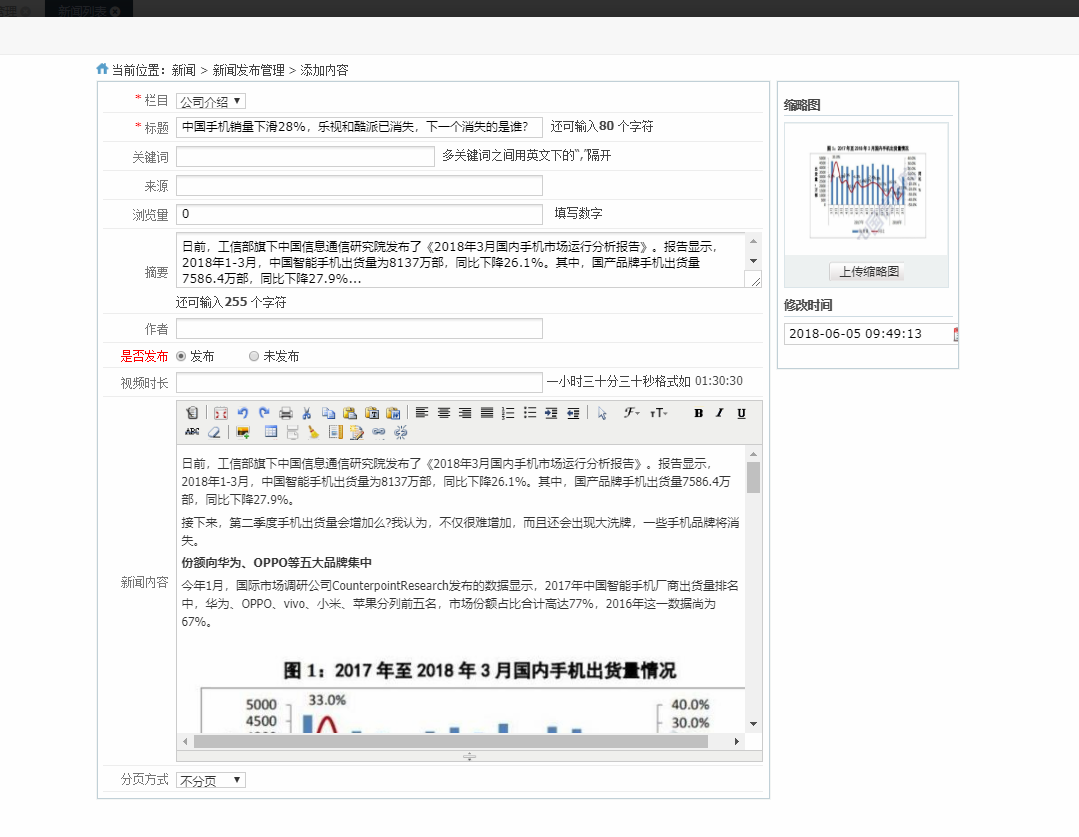 新闻列表
当前位置：新闻 > 新闻发布管理 > 添加内容
* 栏目 公司介绍
* 标题 中国手机销量下滑28%，乐视和酷派已消失，下一个消失的是谁？ 还可输入80 个字符
关键词 多关键词之间用英文下的","隔开
来源
浏览量 0 填写数字
摘要
日前，工信部旗下中国信息通信研究院发布了《2018年3月国内手机市场运行分析报告》。报告显示，
2018年1-3月，中国智能手机出货量为8137万部，同比下降26.1%。其中，国产品牌手机出货量
7586.4万部，同比下降27.9%...
还可输入255 个字符
作者
是否发布 发布 未发布
视频时长 一小时三十分三十秒格式如 01:30:30
新闻内容
ABC
B I U
日前，工信部旗下中国信息通信研究院发布了《2018年3月国内手机市场运行分析报告》。报告显示，
2018年1-3月，中国智能手机出货量为8137万部，同比下降26.1%。其中，国产品牌手机出货量7586.4万
部，同比下降27.9%。
接下来，第二季度手机出货量会增加么?我认为，不仅很难增加，而且还会出现大洗牌，一些手机品牌将消
失。
份额向华为、OPPO等五大品牌集中
今年1月，国际市场调研公司CounterpointResearch发布的数据显示，2017年中国智能手机厂商出货量排名
中，华为、OPPO、vivo、小米、苹果分列前五名，市场份额占比合计高达77%，2016年这一数据尚为
67%。
图 1：2017 年至 2018 年 3 月国内手机出货量情况
5000 33.0% 40.0%
4500 30.0%
分页方式 不分页
缩略图
图 1：2017 年至 2018 年 3 月国内手机出货量情况
上传缩略图
修改时间
2018-06-05 09:49:13